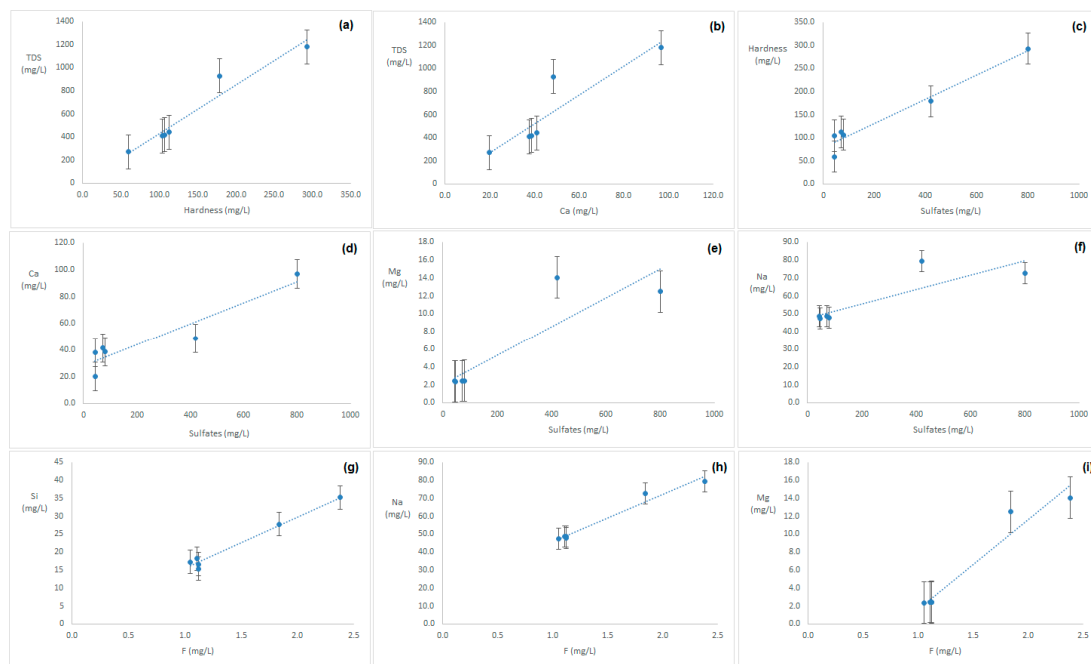 (a)
TDS
(mg/L)
1400
1200
1000
800
600
400
200
0
0.0 50.0 100.0 150.0 200.0 250.0 300.0 350.0
Hardness (mg/L)
(b)
TDS
(mg/L)
1400
1200
1000
800
600
400
200
0
0.0 20.0 40.0 60.0 80.0 100.0 120.0
Ca (mg/L)
(c)
Hardness
(mg/L)
350.0
300.0
250.0
200.0
150.0
100.0
50.0
0.0
0 200 400 600 800 1000
Sulfates (mg/L)
(d)
Ca
(mg/L)
120.0
100.0
80.0
60.0
40.0
20.0
0.0
0 200 400 600 800 1000
Sulfates (mg/L)
(e)
Mg
(mg/L)
18.0
16.0
14.0
12.0
10.0
8.0
6.0
4.0
2.0
0.0
0 200 400 600 800 1000
Sulfates (mg/L)
(f)
Na
(mg/L)
90.0
80.0
70.0
60.0
50.0
40.0
30.0
20.0
10.0
0.0
0 200 400 600 800 1000
Sulfates (mg/L)
(g)
Si
(mg/L)
45
40
35
30
25
20
15
10
5
0
0.0 0.5 1.0 1.5 2.0 2.5
F (mg/L)
(h)
Na
(mg/L)
90.0
80.0
70.0
60.0
50.0
40.0
30.0
20.0
10.0
0.0
0.0 0.5 1.0 1.5 2.0 2.5
F (mg/L)
(i)
Mg
(mg/L)
18.0
16.0
14.0
12.0
10.0
8.0
6.0
4.0
2.0
0.0
0.0 0.5 1.0 1.5 2.0 2.5
F (mg/L)